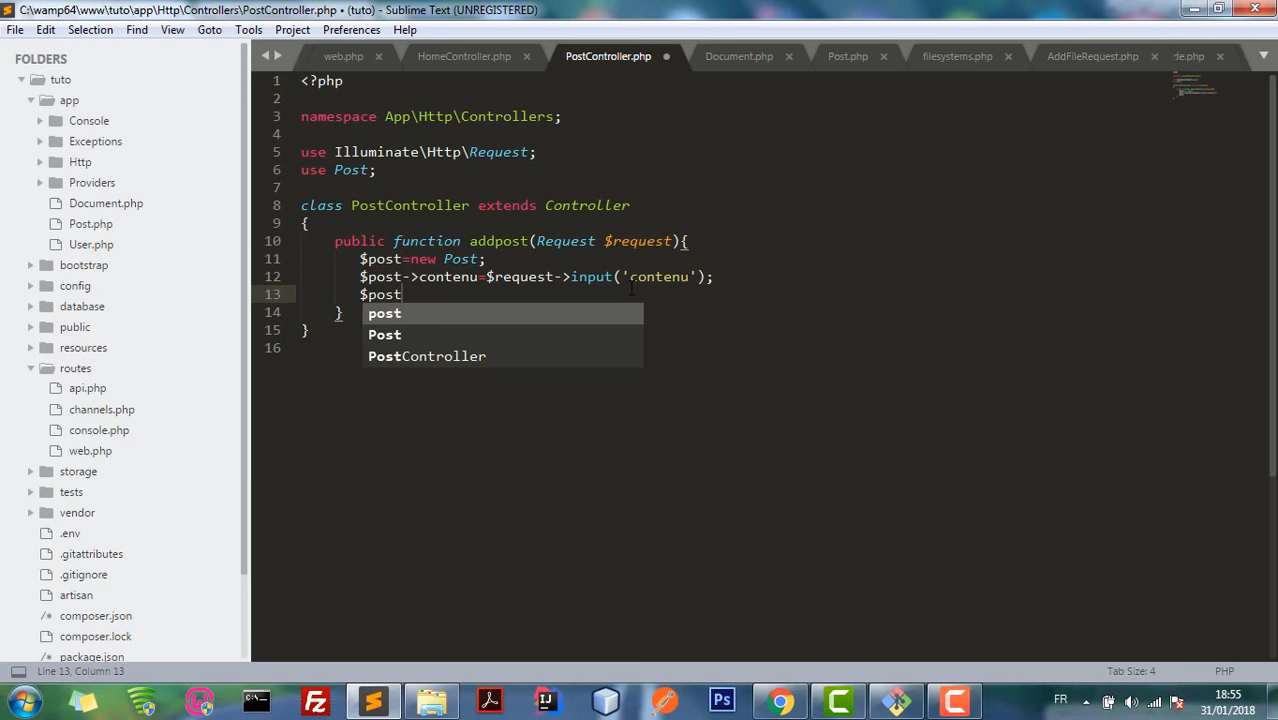 C:\wamp64\www\tuto\app\Http\Controllers\PostController.php • (tuto) - Sublime Text (UNREGISTERED)
File Edit Selection Find View Goto Tools Project Preferences Help
FOLDERS
tuto
app
Console
Exceptions
Http
Providers
Document.php
Post.php
User.php
bootstrap
config
database
public
resources
routes
api.php
channels.php
console.php
web.php
storage
tests
vendor
.env
.gitattributes
.gitignore
artisan
composer.json
composer.lock
package.json
web.php HomeController.php PostController.php Document.php Post.php filesystems.php AddFileRequest.php de.php
1 <?php
2
3 namespace App\Http\Controllers;
4
5 use Illuminate\Http\Request;
6 use Post;
7
8 class PostController extends Controller
9 {
10 public function addpost(Request $request){
11 $post=new Post;
12 $post->contenu=$request->input('contenu');
13 $post
14 }
15 }
16
post
Post
PostController
Line 13, Column 13
Tab Size: 4 PHP
FR
18:55
31/01/2018